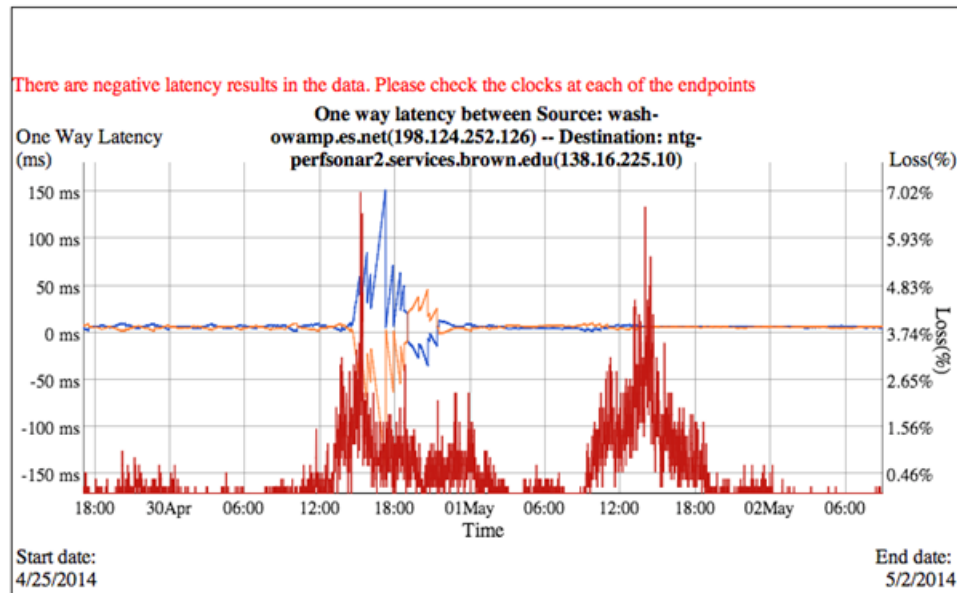 There are negative latency results in the data. Please check the clocks at each of the endpoints
One way latency between Source: wash-
owamp.es.net(198.124.252.126) -- Destination: ntg-
perfsonar2.services.brown.edu(138.16.225.10)
One Way Latency
(ms)
Loss(%)
150 ms
100 ms
50 ms
0 ms
-50 ms
-100 ms
-150 ms
7.02%
5.93%
4.83%
3.74%
2.65%
1.56%
0.46%
Loss(%)
18:00 30Apr 06:00 12:00 18:00 01May 06:00 12:00 18:00 02May 06:00
Time
Start date:
4/25/2014
End date:
5/2/2014